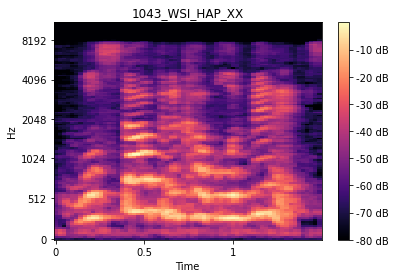 1043_WSI_HAP_XX
8192
4096
2048
1024
512
0
Hz
0
0.5
1
Time
-10 dB
-20 dB
-30 dB
-40 dB
-50 dB
-60 dB
-70 dB
-80 dB